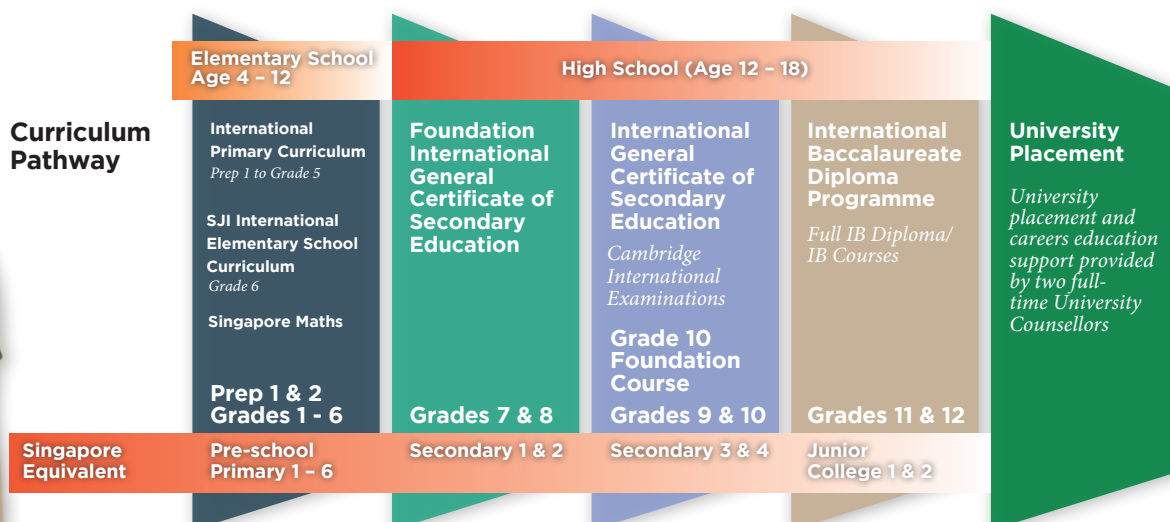 Elementary School
Age 4 – 12
High School (Age 12 – 18)
Curriculum
Pathway
International
Primary Curriculum
Prep 1 to Grade 5
SJI International
Elementary School
Curriculum
Grade 6
Singapore Maths
Prep 1 & 2
Grades 1 - 6
Foundation
International
General
Certificate of
Secondary
Education
Grades 7 & 8
International
General
Certificate of
Secondary
Education
Cambridge
International
Examinations
Grade 10
Foundation
Course
Grades 9 & 10
International
Baccalaureate
Diploma
Programme
Full IB Diploma/
IB Courses
Grades 11 & 12
University
Placement
University
placement and
careers education
support provided
by two full-
time University
Counsellors
Singapore
Equivalent
Pre-school
Primary 1 – 6
Secondary 1 & 2
Secondary 3 & 4
Junior
College 1 & 2